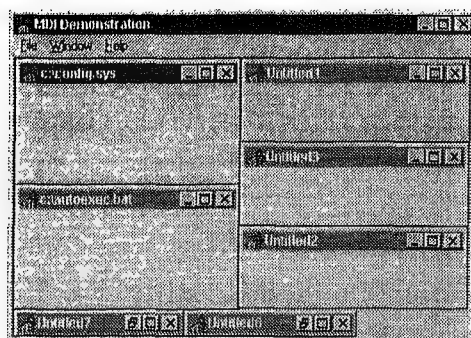 MDI Demonstration
File Window Help
c:\config.sys
Untitled1
Untitled3
c:\autoexec.bat
Untitled2
Untitled7